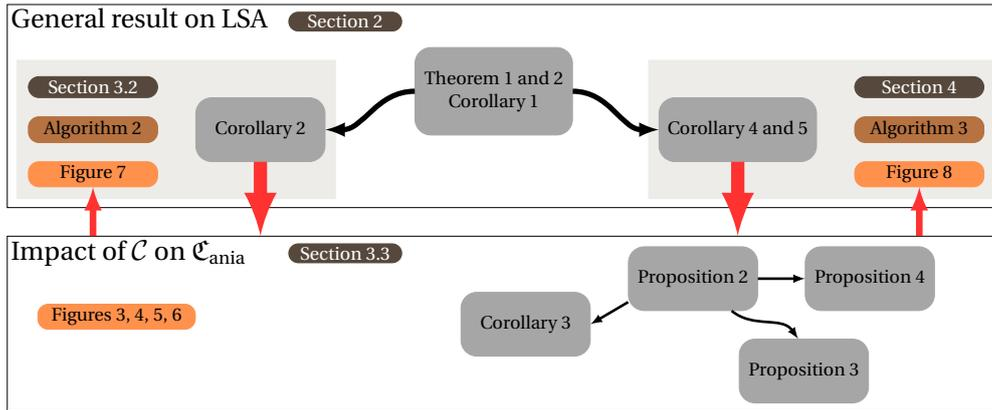 General result on LSA
Section 2
Theorem 1 and 2
Corollary 1
Section 3.2
Algorithm 2
Figure 7
Corollary 2
Corollary 4 and 5
Section 4
Algorithm 3
Figure 8
Impact of 𝒞 on ℭania
Section 3.3
Figures 3, 4, 5, 6
Corollary 3
Proposition 2
Proposition 4
Proposition 3